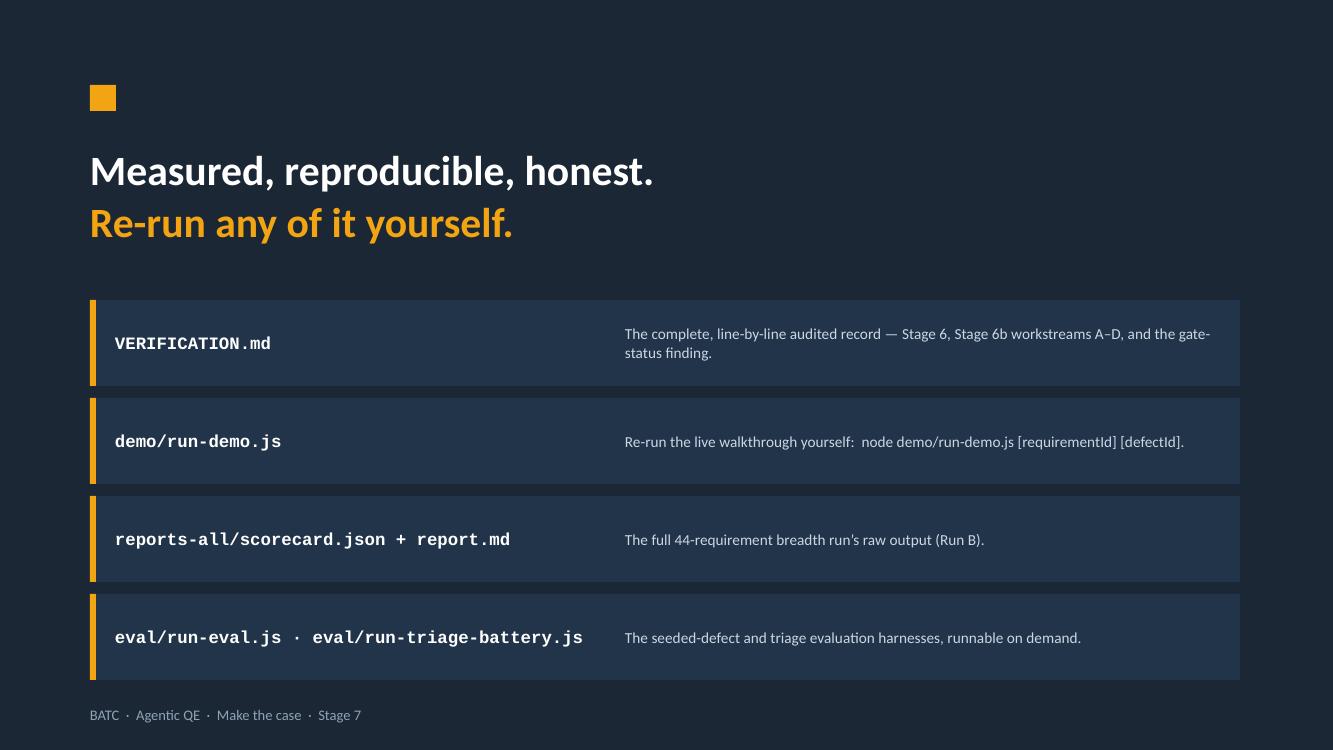 Measured, reproducible, honest.
Re-run any of it yourself.
VERIFICATION.md
The complete, line-by-line audited record — Stage 6, Stage 6b workstreams A–D, and the gate-
status finding.
demo/run-demo.js
Re-run the live walkthrough yourself:  node demo/run-demo.js [requirementId] [defectId].
reports-all/scorecard.json + report.md
The full 44-requirement breadth run’s raw output (Run B).
eval/run-eval.js · eval/run-triage-battery.js
The seeded-defect and triage evaluation harnesses, runnable on demand.
BATC · Agentic QE · Make the case · Stage 7